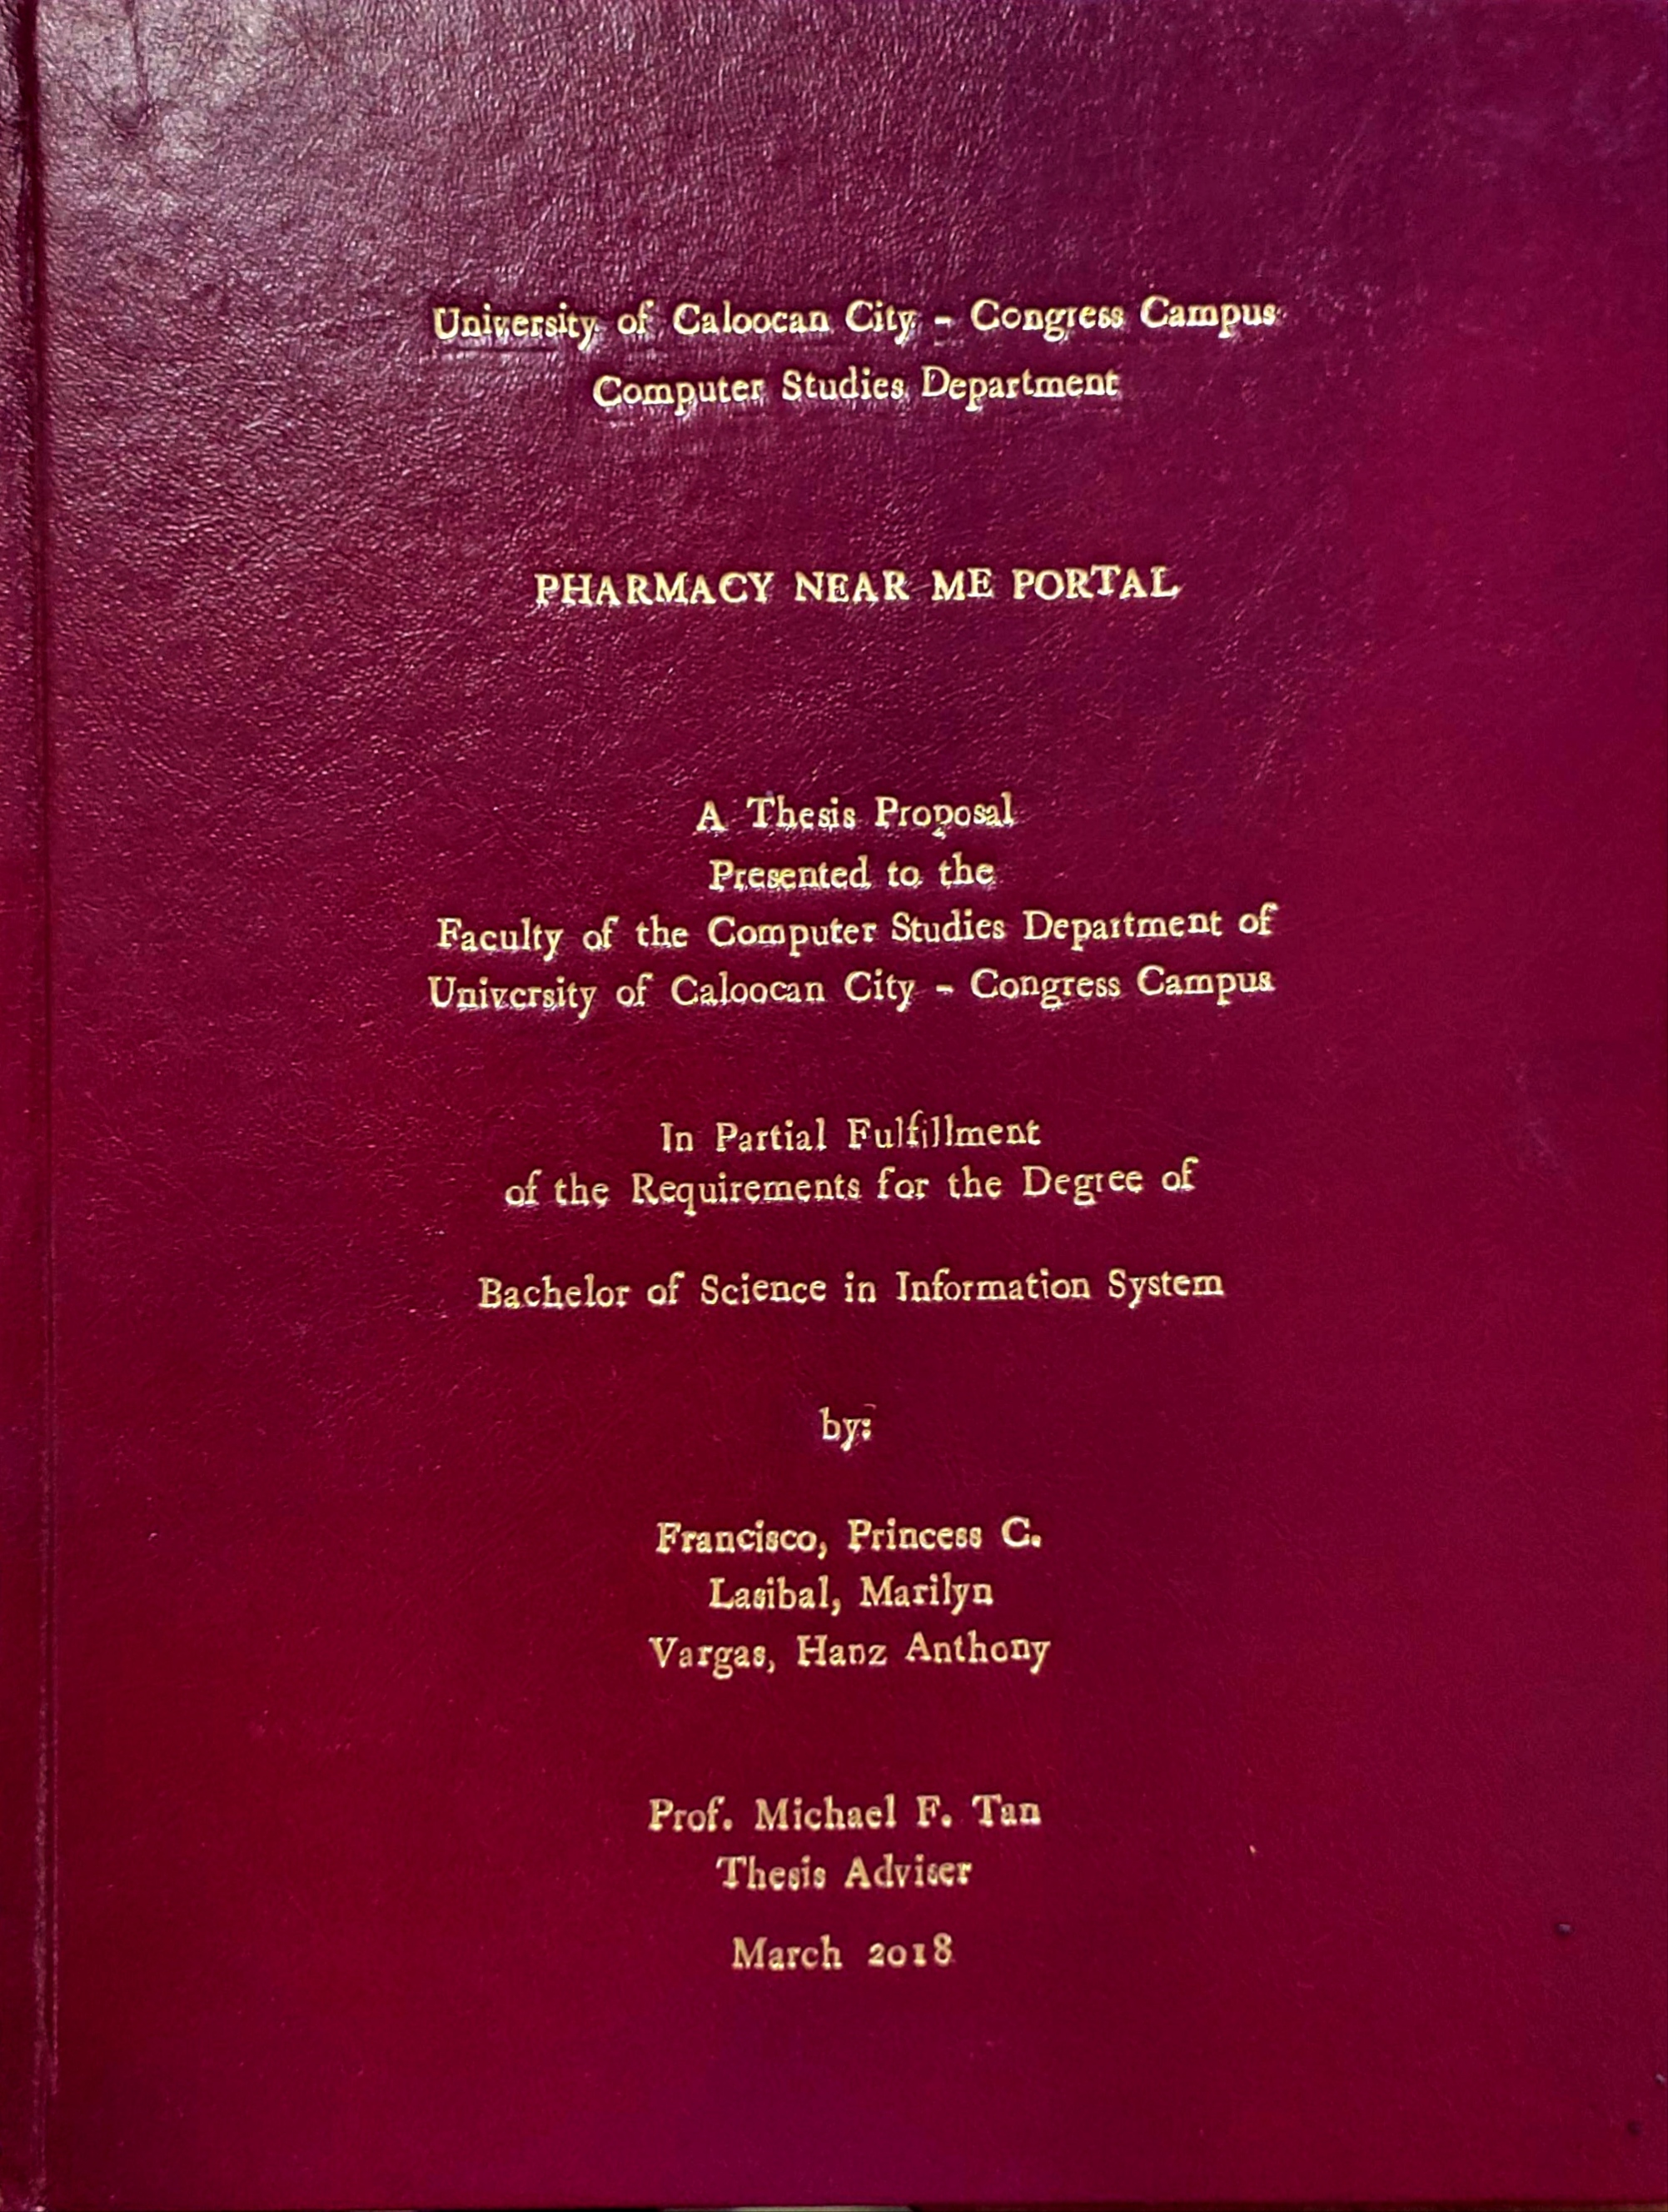 University of Caloocan City - Congress Campus
Computer Studies Department
PHARMACY NEAR ME PORTAL
A Thesis Proposal
Presented to the
Faculty of the Computer Studies Department of
University of Caloocan City - Congress Campus
In Partial Fulfillment
of the Requirements for the Degree of
Bachelor of Science in Information System
by:
Francisco, Princess C.
Lasibal, Marilyn
Vargas, Hanz Anthony
Prof. Michael F. Tan
Thesis Adviser
March 2018